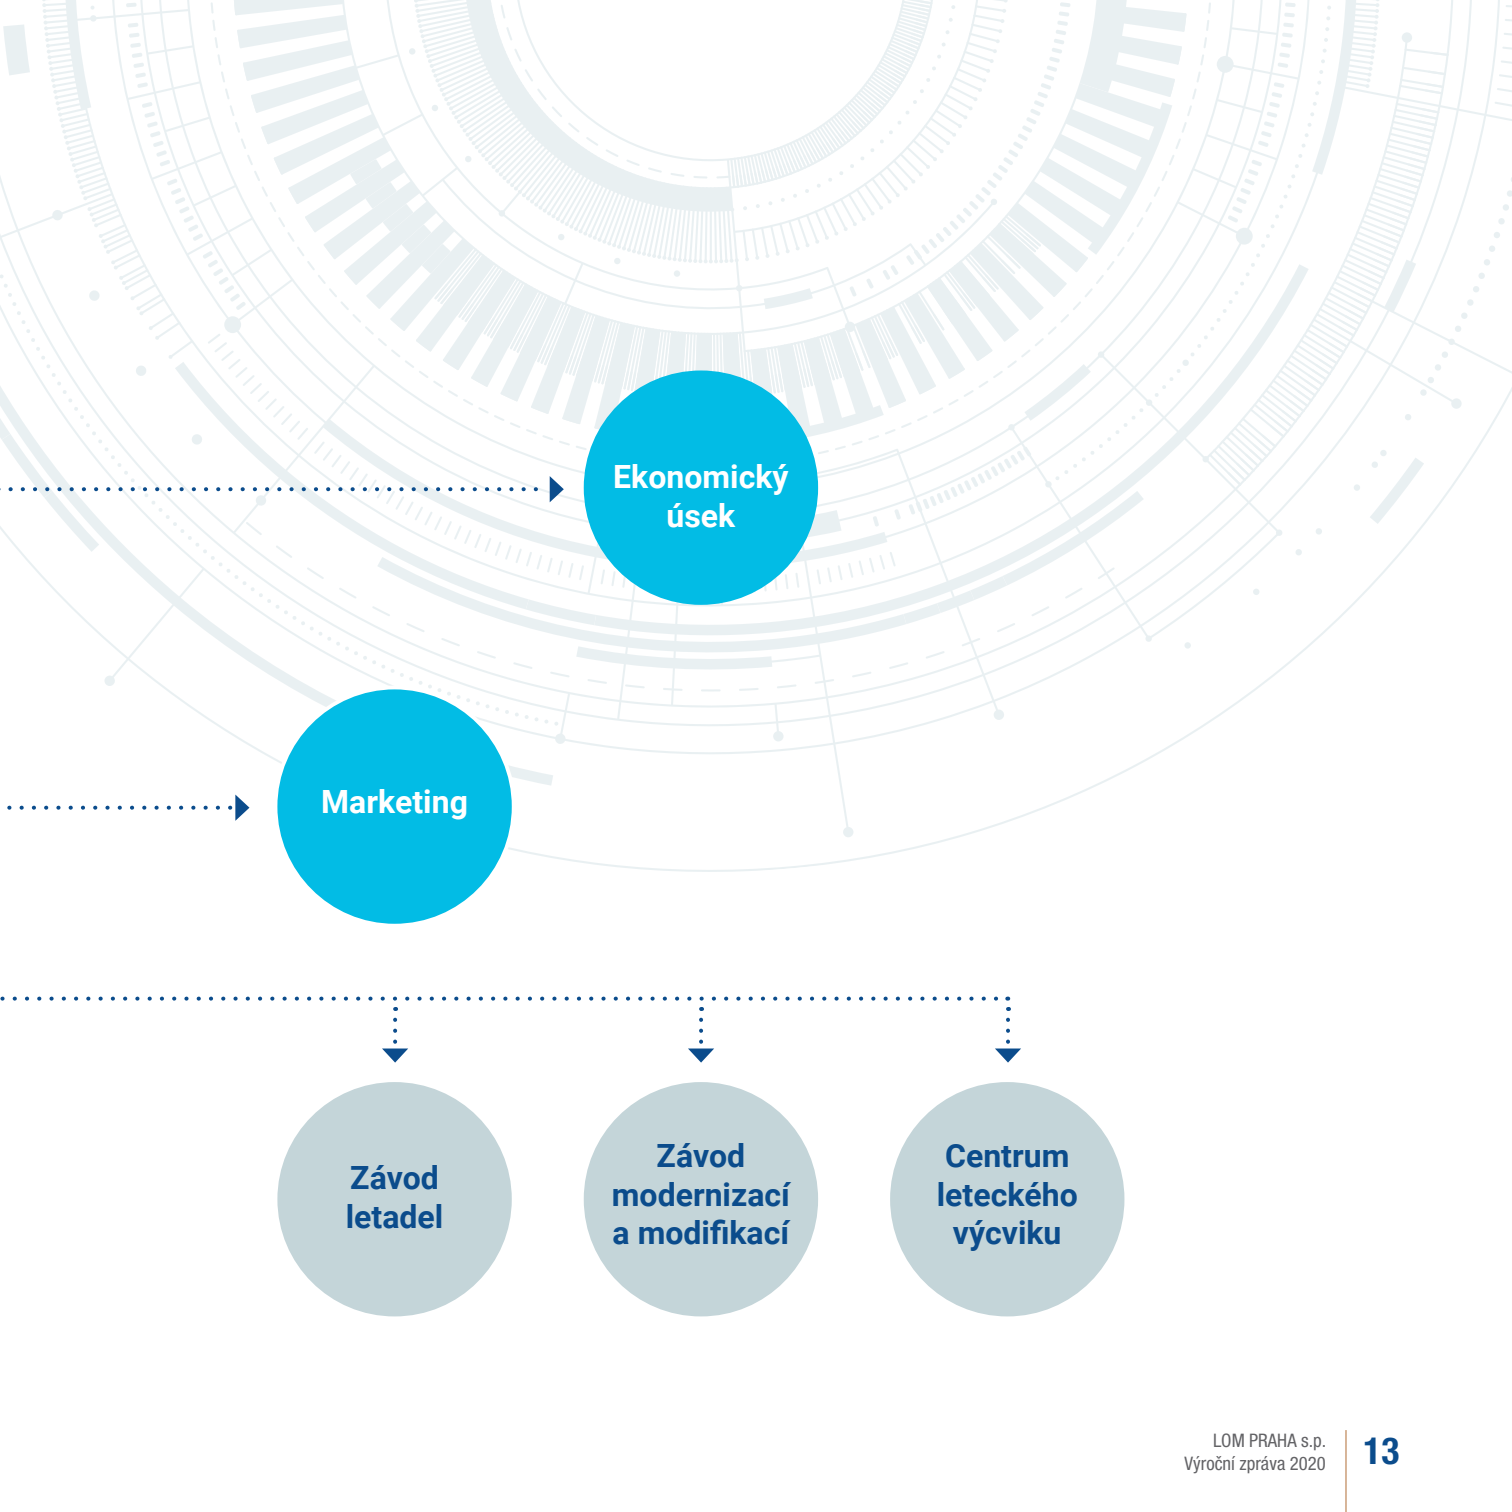 Ekonomický
úsek
Marketing
Závod
letadel
Závod
modernizací
a modifikací
Centrum
leteckého
výcviku
LOM PRAHA s.p.
Výroční zpráva 2020
13